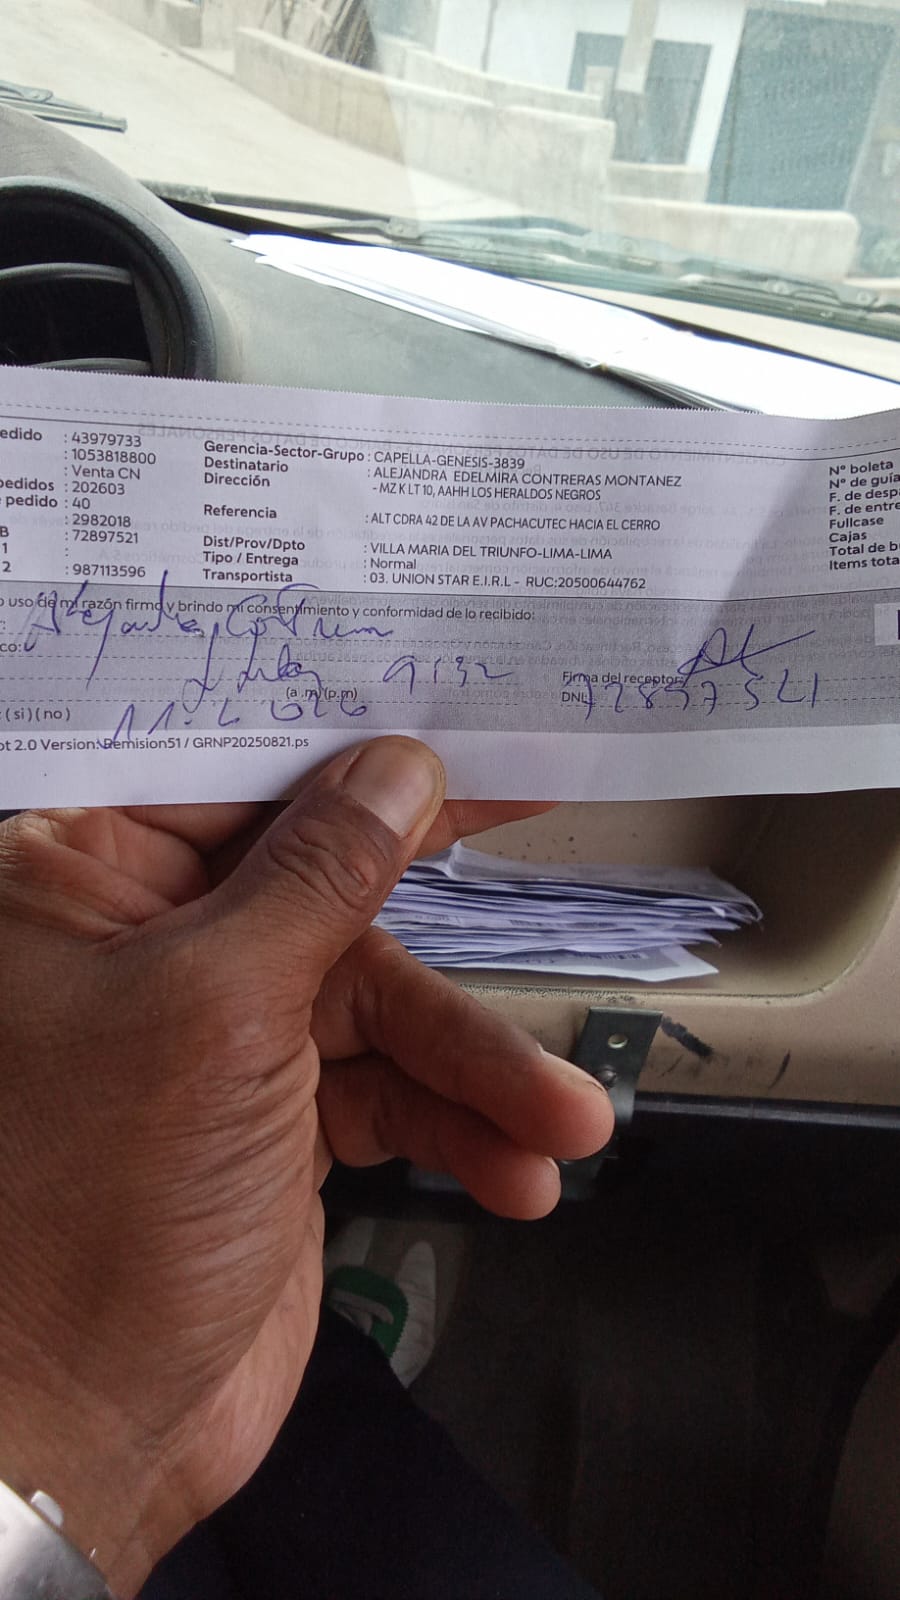 edido : 43979733
: 1053818800
: Venta CN
pedidos : 202603
pedido : 40
: 2982018
B : 72897521
1 :
2 : 987113596
Gerencia-Sector-Grupo : CAPELLA-GENESIS-3839
Destinatario : ALEJANDRA EDELMIRA CONTRERAS MONTANEZ
Dirección - MZ K LT 10, AAHH LOS HERALDOS NEGROS
Referencia : ALT CDRA 42 DE LA AV PACHACUTEC HACIA EL CERRO
Dist/Prov/Dpto : VILLA MARIA DEL TRIUNFO-LIMA-LIMA
Tipo / Entrega : Normal
Transportista : 03. UNION STAR E.I.R.L - RUC:20500644762
Nº boleta
Nº de guía
F. de desp
F. de entre
Fullcase
Cajas
Total de b
Items tota
uso de mi razón firmo y brindo mi consentimiento y conformidad de lo recibido:
co:
9:32
Firma del receptor:
(a.m) (p.m)
DNI: 72897521
(si) (no)
ot 2.0 Version: Remision51 / GRNP20250821.ps